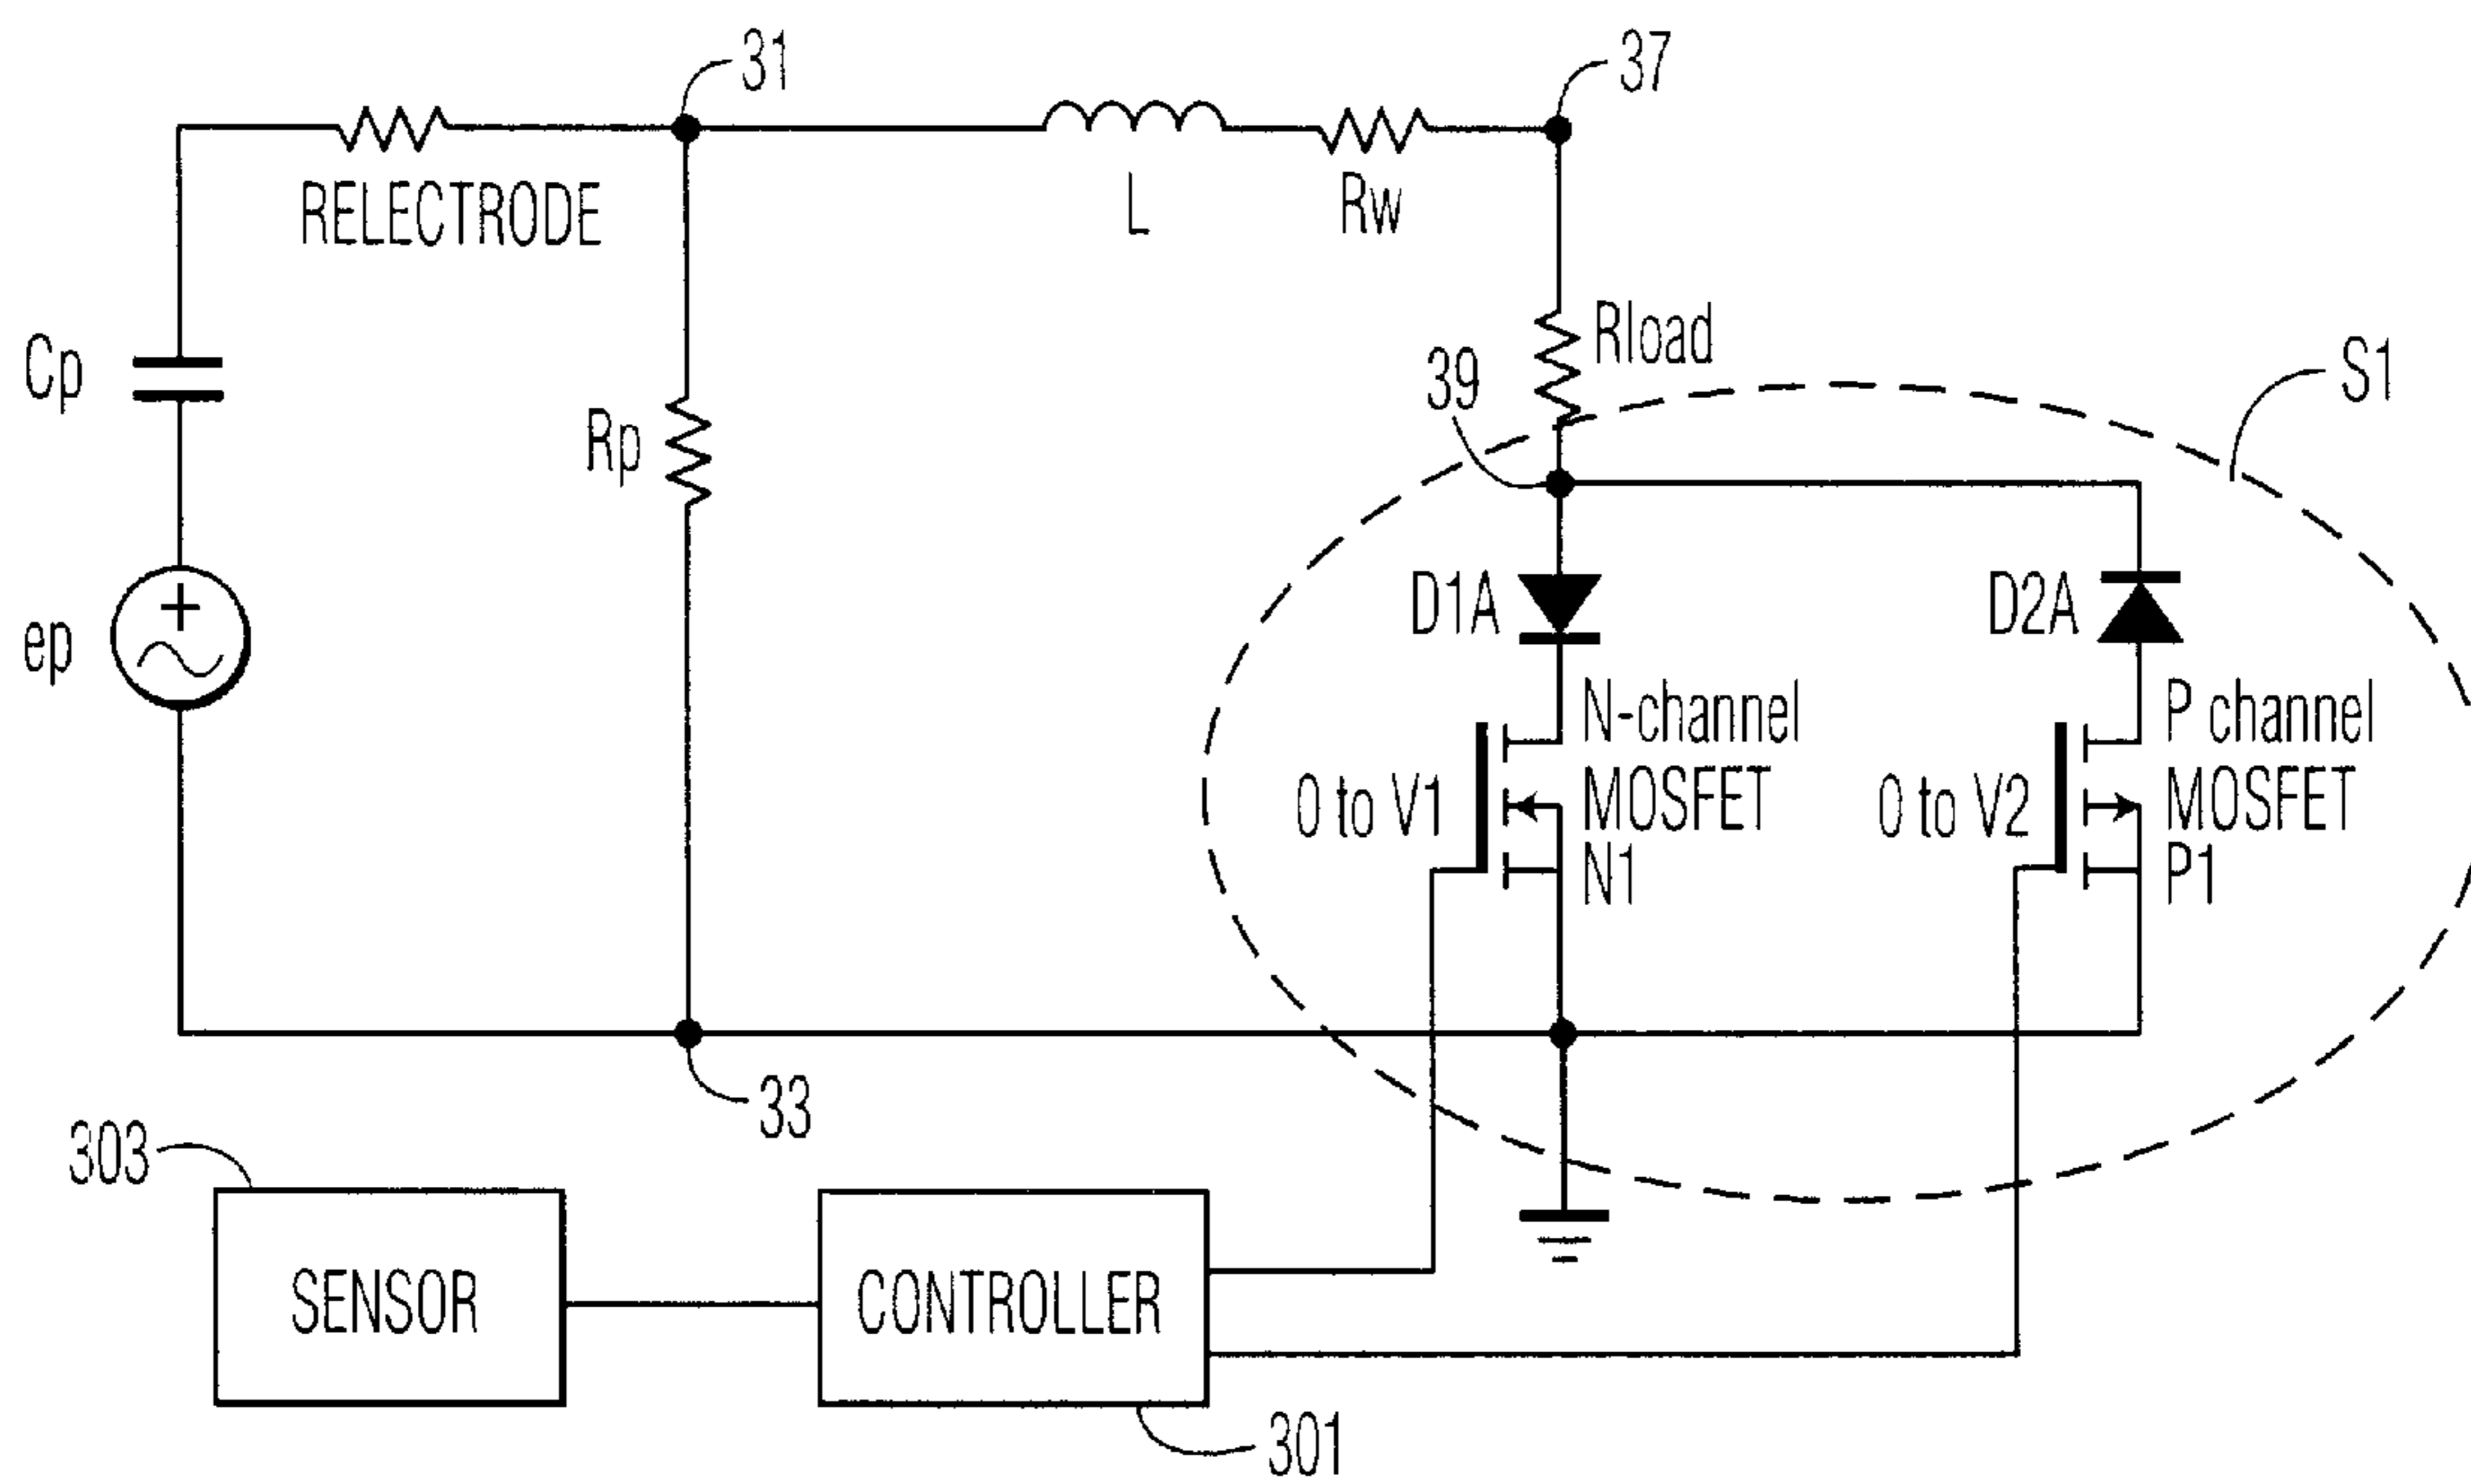 31
37
RELECTRODE
L
Rw
Cp
Rp
Rload
39
S1
ep
+
D1A
D2A
0 to V1
N-channel
MOSFET
N1
0 to V2
P channel
MOSFET
P1
33
303
SENSOR
CONTROLLER
301